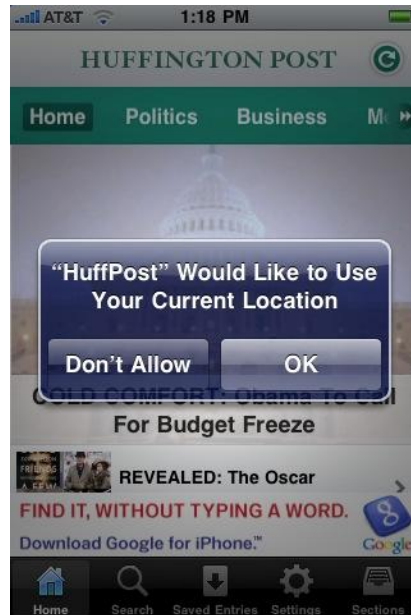 AT&T 1:18 PM
HUFFINGTON POST
Home Politics Business
“HuffPost” Would Like to Use
Your Current Location
Don’t Allow OK
COLD COMFORT: Obama To Call
For Budget Freeze
REVEALED: The Oscar
FIND IT, WITHOUT TYPING A WORD.
Download Google for iPhone.™
Google
Home Search Saved Entries Settings Sections